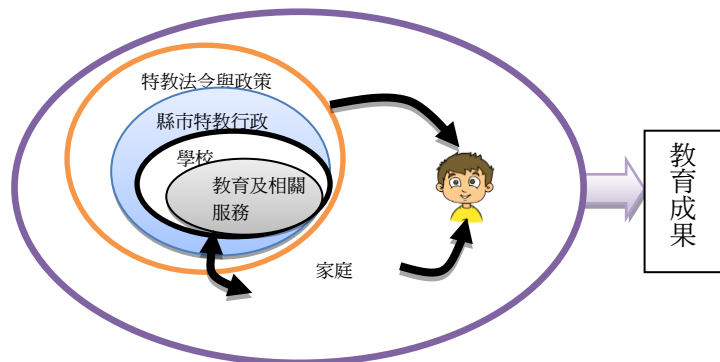 特教法令與政策
縣市特教行政
學校
教育及相關
服務
家庭
教育成果